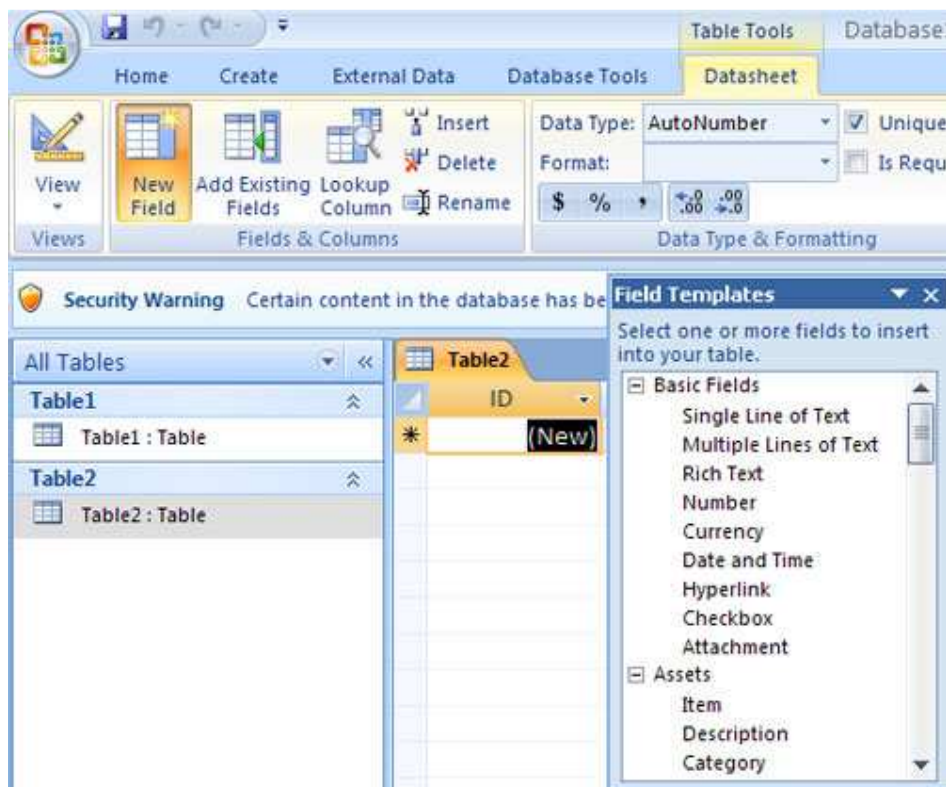 Table Tools Database
Home Create External Data Database Tools Datasheet
View
Views
New Field
Add Existing Fields
Lookup Column
Insert
Delete
Rename
Fields & Columns
Data Type: AutoNumber
Format:
$ % , .00 .00
Unique
Is Requ
Data Type & Formatting
Security Warning Certain content in the database has be
All Tables
Table1
Table1 : Table
Table2
Table2 : Table
Table2
ID
(New)
Field Templates
Select one or more fields to insert
into your table.
Basic Fields
Single Line of Text
Multiple Lines of Text
Rich Text
Number
Currency
Date and Time
Hyperlink
Checkbox
Attachment
Assets
Item
Description
Category